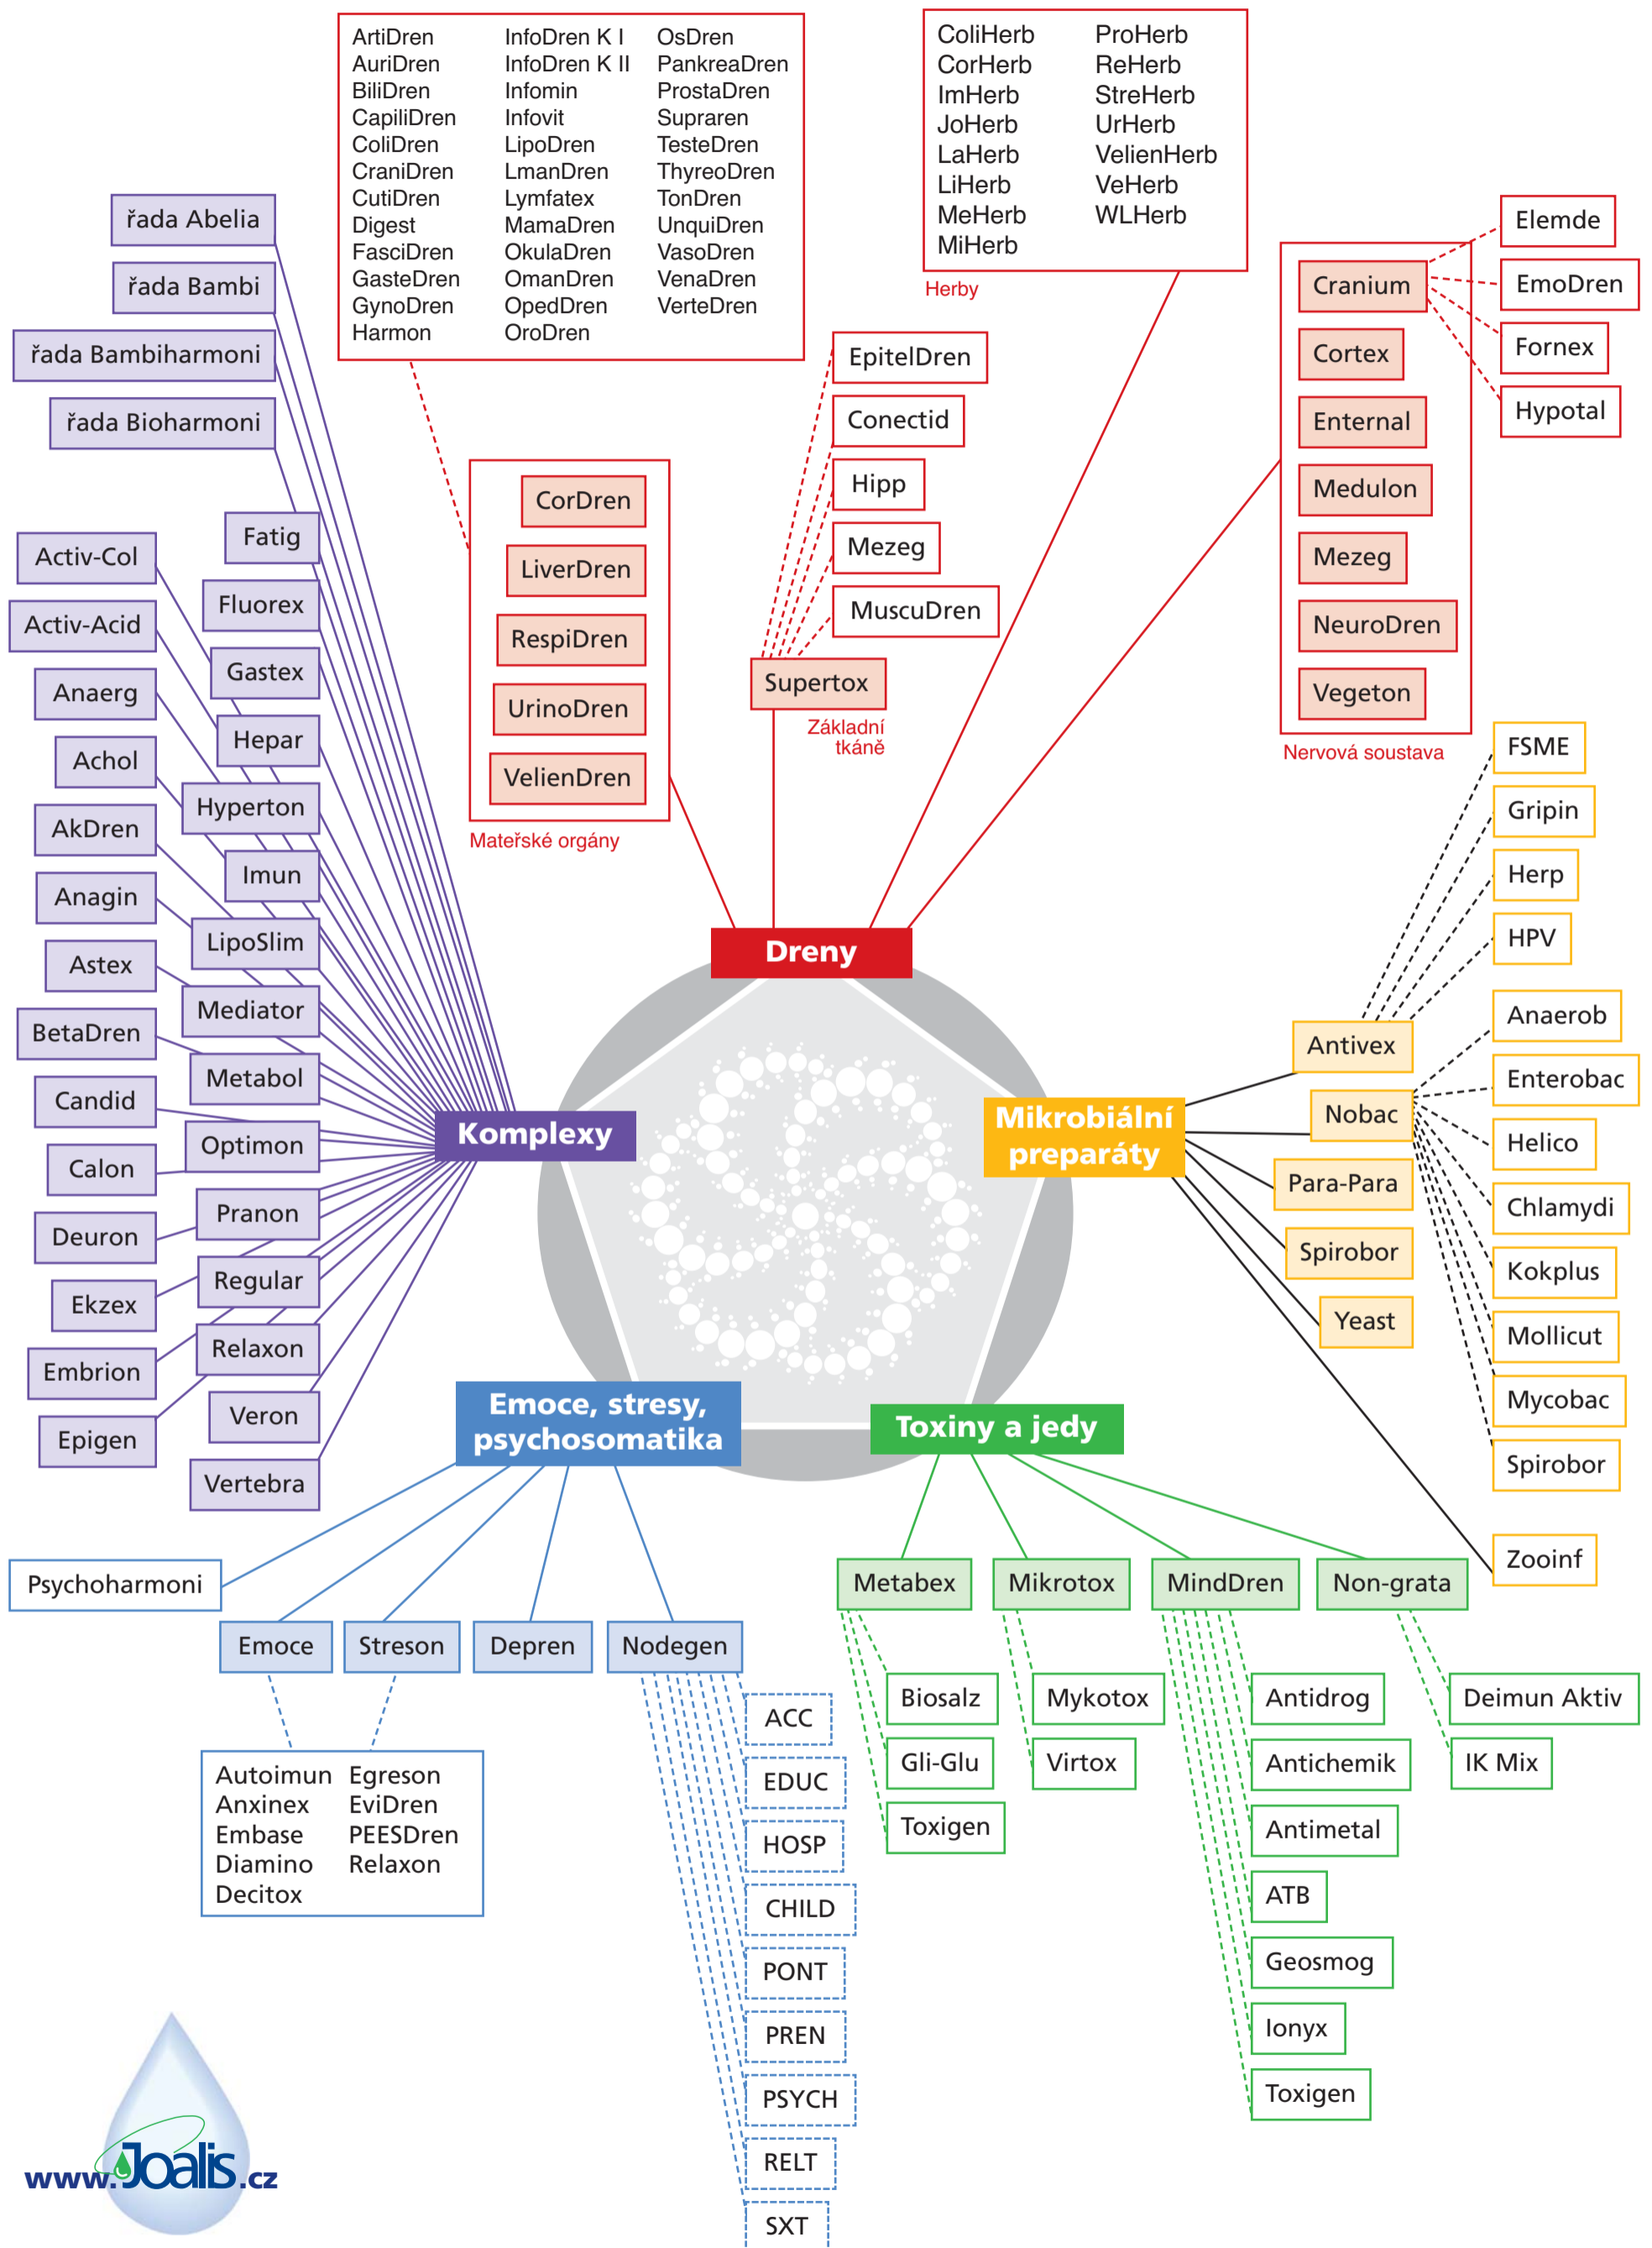 ArtiDren
AuriDren
BiliDren
CapiliDren
ColiDren
CraniDren
CutiDren
Digest
FasciDren
GasteDren
GynoDren
Harmon
InfoDren K I
InfoDren K II
Infomin
Infovit
LipoDren
LmanDren
Lymfatex
MamaDren
OkulaDren
OmanDren
OpedDren
OroDren
OsDren
PankreaDren
ProstaDren
Supraren
TesteDren
ThyreoDren
TonDren
UnquiDren
VasoDren
VenaDren
VerteDren
ColiHerb
CorHerb
ImHerb
JoHerb
LaHerb
LiHerb
MeHerb
MiHerb
ProHerb
ReHerb
StreHerb
UrHerb
VelienHerb
VeHerb
WLHerb
Herby
řada Abelia
řada Bambi
řada Bambiharmoni
řada Bioharmoni
Activ-Col
Activ-Acid
Anaerg
Achol
AkDren
Anagin
Astex
BetaDren
Candid
Calon
Deuron
Ekzex
Embrion
Epigen
Fatig
Fluorex
Gastex
Hepar
Hyperton
Imun
LipoSlim
Mediator
Metabol
Optimon
Pranon
Regular
Relaxon
Veron
Vertebra
CorDren
LiverDren
RespiDren
UrinoDren
VelienDren
Mateřské orgány
EpitelDren
Conectid
Hipp
Mezeg
MuscuDren
Supertox
Základní
tkáně
Cranium
Cortex
Enternal
Medulon
Mezeg
NeuroDren
Vegeton
Nervová soustava
Elemde
EmoDren
Fornex
Hypotal
Dreny
Komplexy
Mikrobiální
preparáty
Emoce, stresy,
psychosomatika
Toxiny a jedy
Antivex
Nobac
Para-Para
Spirobor
Yeast
FSME
Gripin
Herp
HPV
Anaerob
Enterobac
Helico
Chlamydi
Kokplus
Mollicut
Mycobac
Spirobor
Zooinf
Psychoharmoni
Emoce
Streson
Depren
Nodegen
Autoimun
Anxinex
Embase
Diamino
Decitox
Egreson
EviDren
PEESDren
Relaxon
ACC
EDUC
HOSP
CHILD
PONT
PREN
PSYCH
RELT
SXT
Metabex
Mikrotox
MindDren
Non-grata
Biosalz
Gli-Glu
Toxigen
Mykotox
Virtox
Antidrog
Antichemik
Antimetal
ATB
Geosmog
Ionyx
Toxigen
Deimun Aktiv
IK Mix
www.Joalis.cz